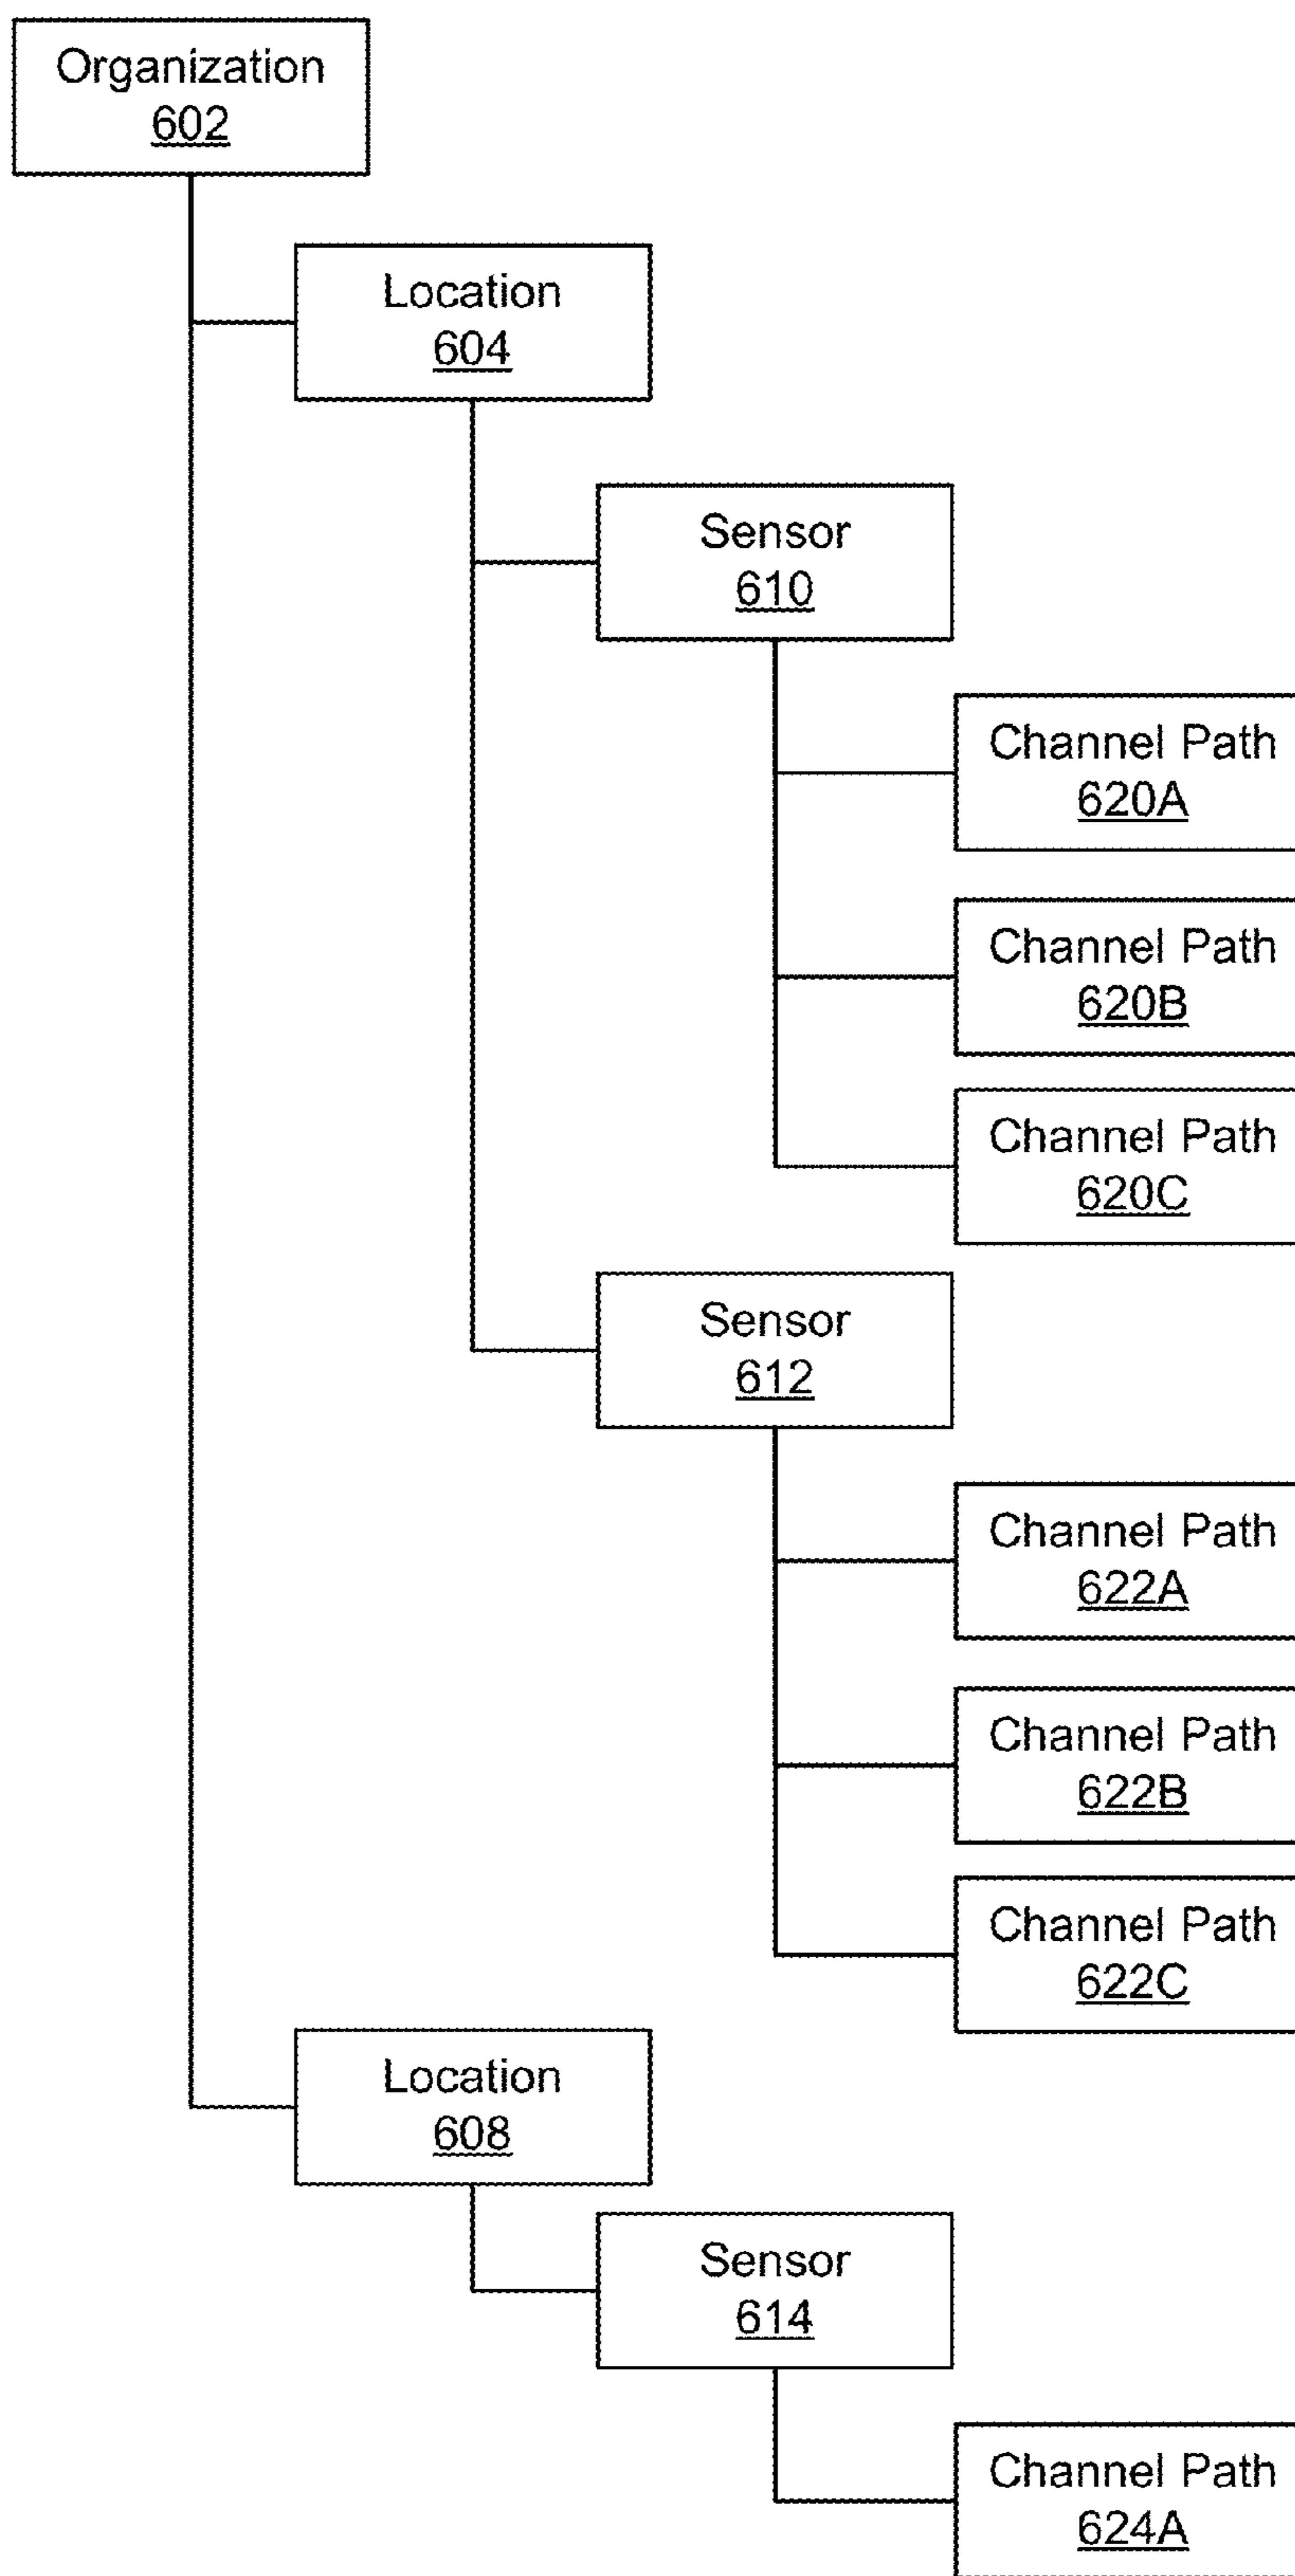 Organization
602
Location
604
Sensor
610
Channel Path
620A
Channel Path
620B
Channel Path
620C
Sensor
612
Channel Path
622A
Channel Path
622B
Channel Path
622C
Location
608
Sensor
614
Channel Path
624A